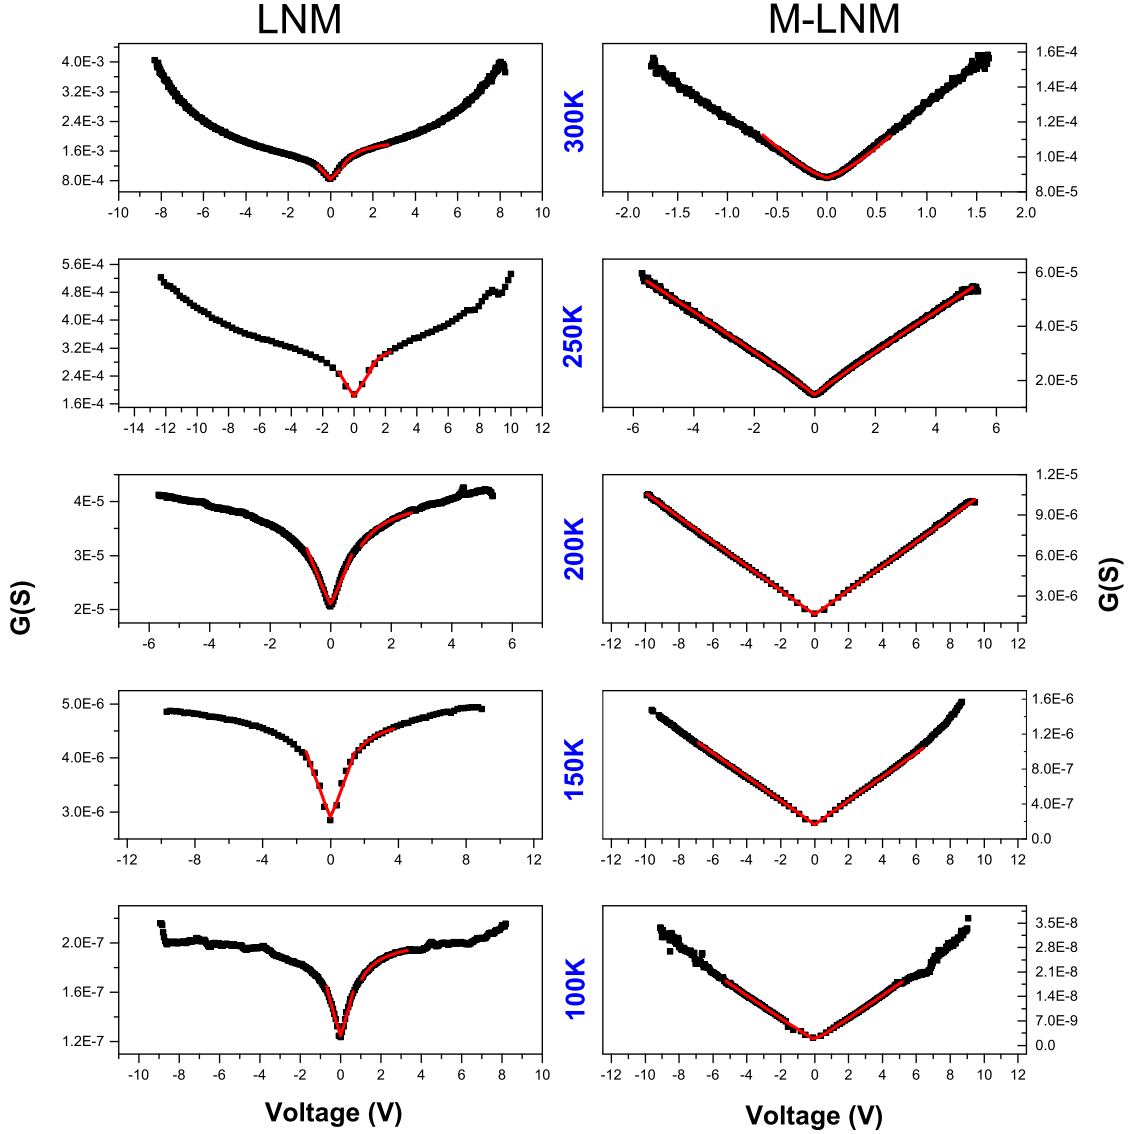 LNM
M-LNM
4.0E-3
3.2E-3
2.4E-3
1.6E-3
8.0E-4
-10 -8 -6 -4 -2 0 2 4 6 8 10
300K
1.6E-4
1.4E-4
1.2E-4
1.0E-4
8.0E-5
-2.0 -1.5 -1.0 -0.5 0.0 0.5 1.0 1.5 2.0
5.6E-4
4.8E-4
4.0E-4
3.2E-4
2.4E-4
1.6E-4
-14 -12 -10 -8 -6 -4 -2 0 2 4 6 8 10 12
250K
6.0E-5
4.0E-5
2.0E-5
-6 -4 -2 0 2 4 6
G(S)
4E-5
3E-5
2E-5
-6 -4 -2 0 2 4 6
200K
1.2E-5
9.0E-6
6.0E-6
3.0E-6
-12 -10 -8 -6 -4 -2 0 2 4 6 8 10 12
G(S)
5.0E-6
4.0E-6
3.0E-6
-12 -8 -4 0 4 8 12
150K
1.6E-6
1.2E-6
8.0E-7
4.0E-7
0.0
-12 -10 -8 -6 -4 -2 0 2 4 6 8 10 12
2.0E-7
1.6E-7
1.2E-7
-10 -8 -6 -4 -2 0 2 4 6 8 10
100K
3.5E-8
2.8E-8
2.1E-8
1.4E-8
7.0E-9
0.0
-12 -10 -8 -6 -4 -2 0 2 4 6 8 10 12
Voltage (V)
Voltage (V)